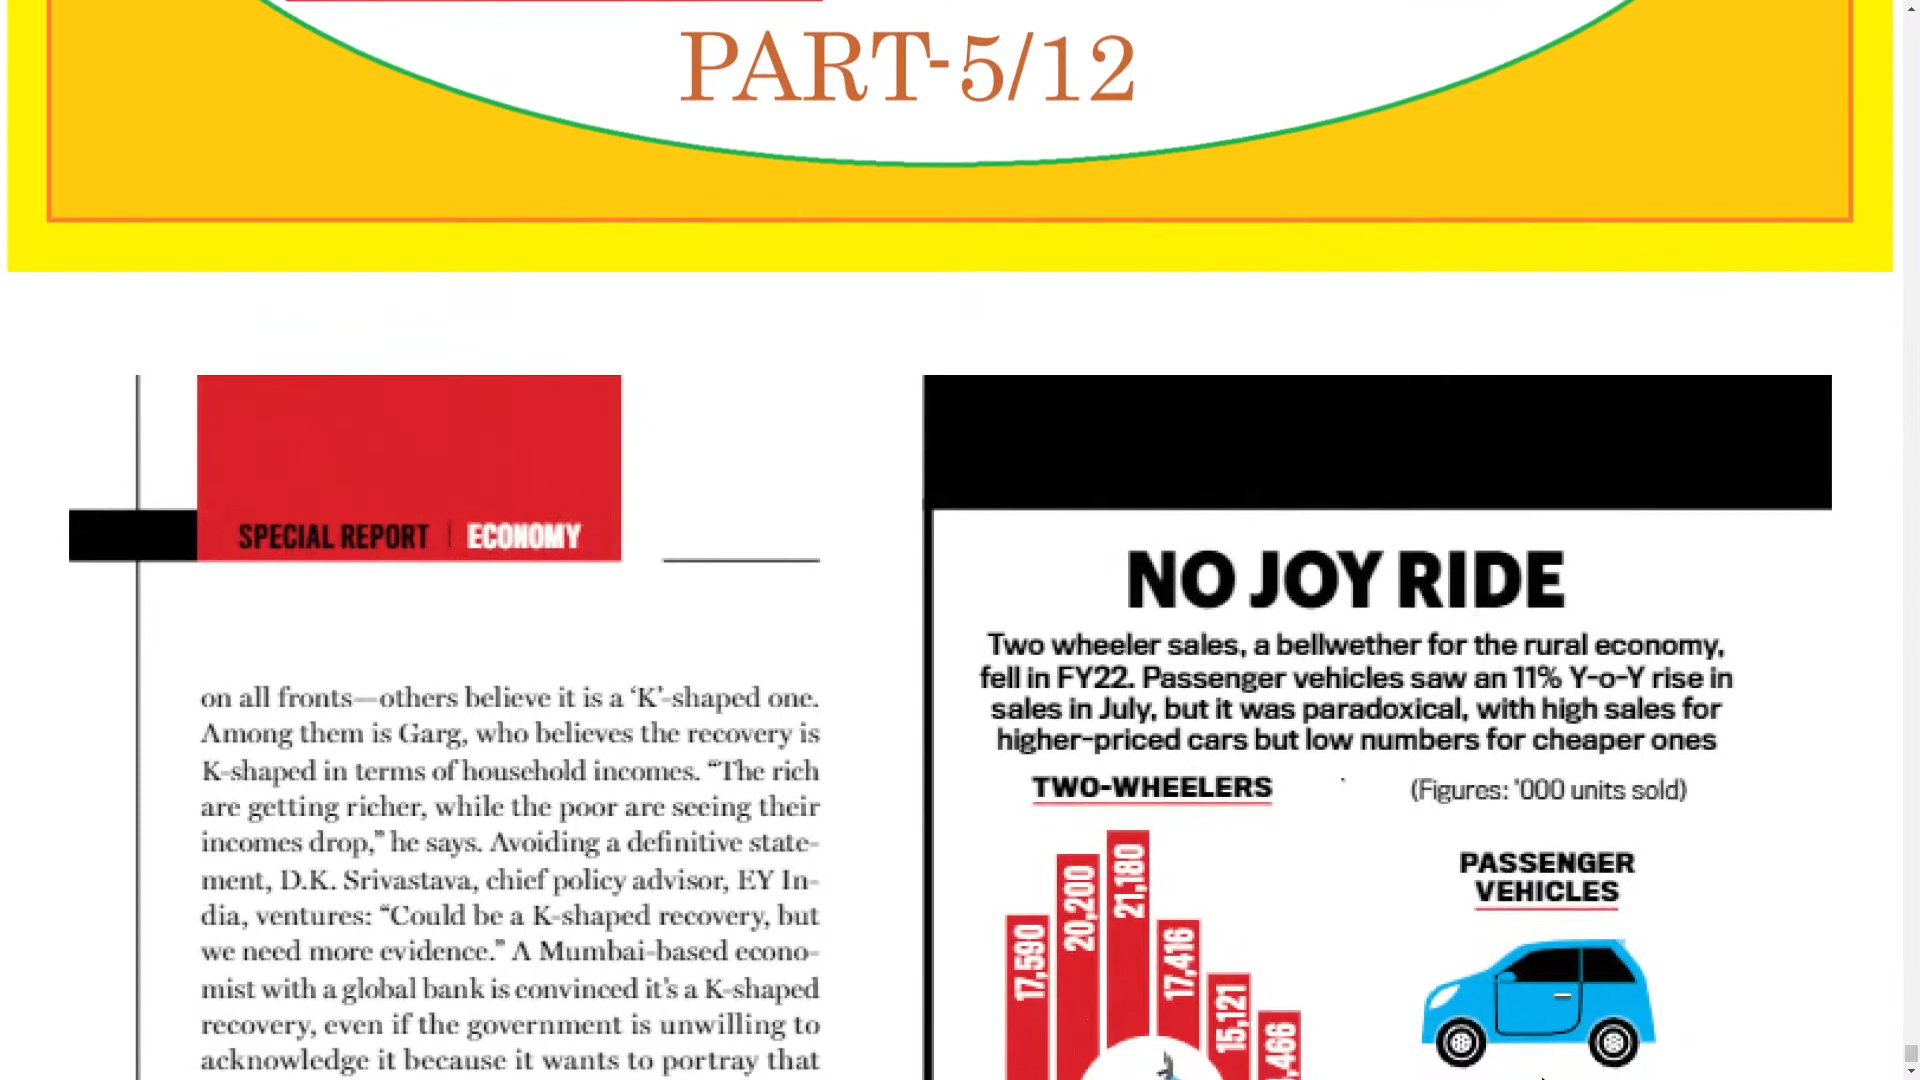 PART-5/12
SPECIAL REPORT | ECONOMY
on all fronts—others believe it is a ‘K’-shaped one.
Among them is Garg, who believes the recovery is
K-shaped in terms of household incomes. “The rich
are getting richer, while the poor are seeing their
incomes drop,” he says. Avoiding a definitive state-
ment, D.K. Srivastava, chief policy advisor, EY In-
dia, ventures: “Could be a K-shaped recovery, but
we need more evidence.” A Mumbai-based econo-
mist with a global bank is convinced it’s a K-shaped
recovery, even if the government is unwilling to
acknowledge it because it wants to portray that
NO JOY RIDE
Two wheeler sales, a bellwether for the rural economy,
fell in FY22. Passenger vehicles saw an 11% Y-o-Y rise in
sales in July, but it was paradoxical, with high sales for
higher-priced cars but low numbers for cheaper ones
TWO-WHEELERS
(Figures: '000 units sold)
17,590
20,200
21,180
17,416
15,121
PASSENGER
VEHICLES